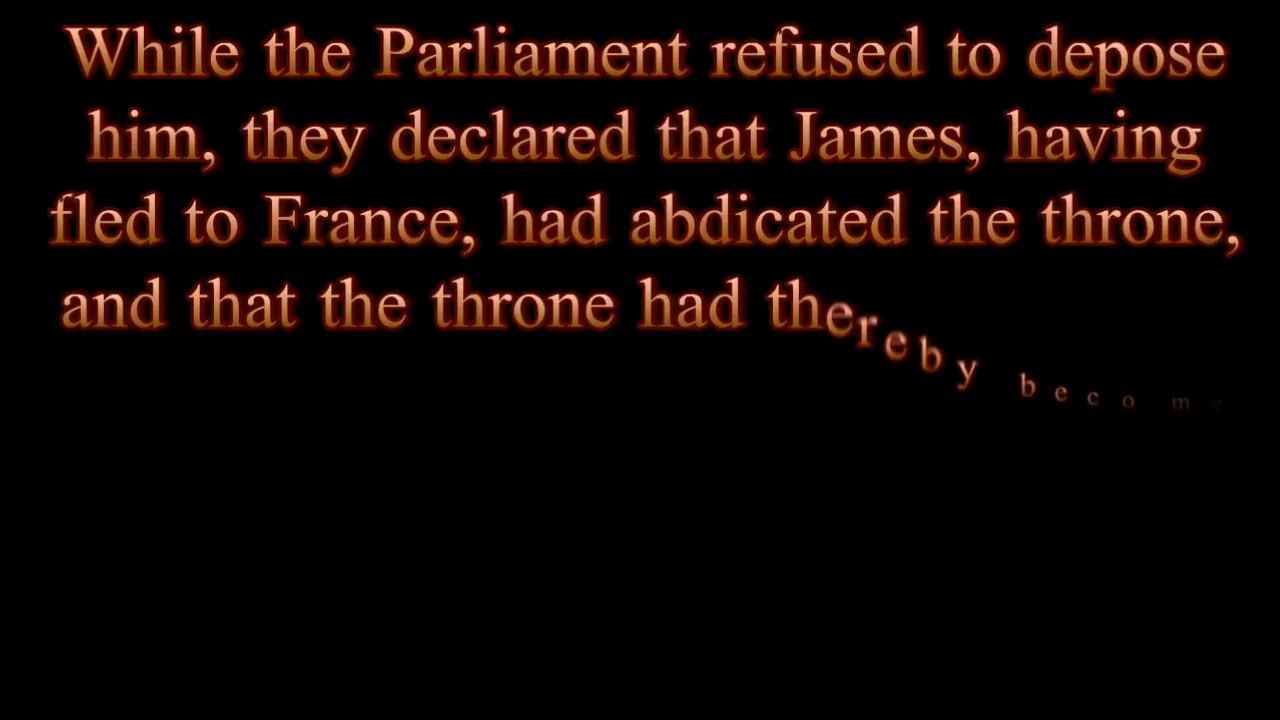 While the Parliament refused to depose
him, they declared that James, having
fled to France, had abdicated the throne,
and that the throne had thereby become